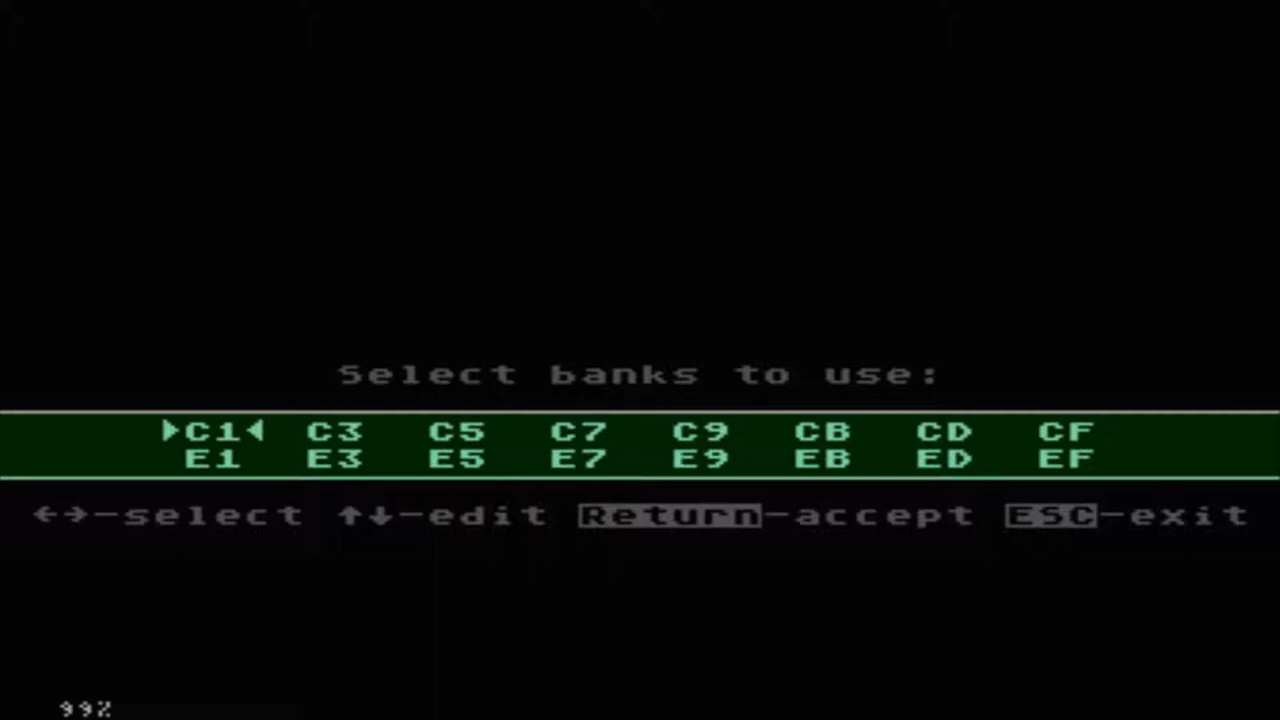 Select banks to use:
►C1◄ C3 C5 C7 C9 CB CD CF
E1 E3 E5 E7 E9 EB ED EF
←→-select ↑↓-edit Return-accept ESC-exit
99%